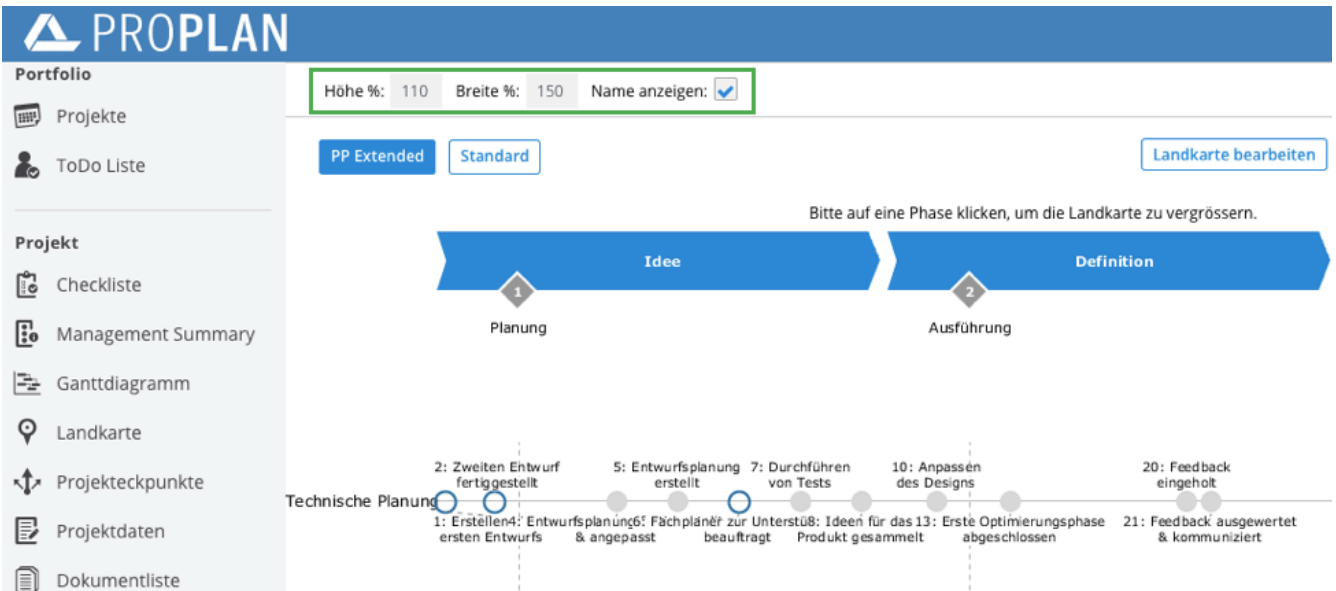 PROPLAN
Portfolio
Projekte
ToDo Liste
Projekt
Checkliste
Management Summary
Ganttdiagramm
Landkarte
Projekteckpunkte
Projektdaten
Dokumentliste
Höhe %: 110 Breite %: 150 Name anzeigen:
PP Extended Standard Landkarte bearbeiten
Bitte auf eine Phase klicken, um die Landkarte zu vergrössern.
Idee Definition
1 2
Planung Ausführung
2: Zweiten Entwurf 5: Entwurfsplanung 7: Durchführen 10: Anpassen 20: Feedback
fertiggestellt erstellt von Tests des Designs eingeholt
Technische Planung
1: Erstellen 4: Entwurfsplanung 6: Fachplaner zur Unterstü 8: Ideen für das 13: Erste Optimierungsphase 21: Feedback ausgewertet
ersten Entwurfs & angepasst beauftragt Produkt gesammelt abgeschlossen & kommuniziert